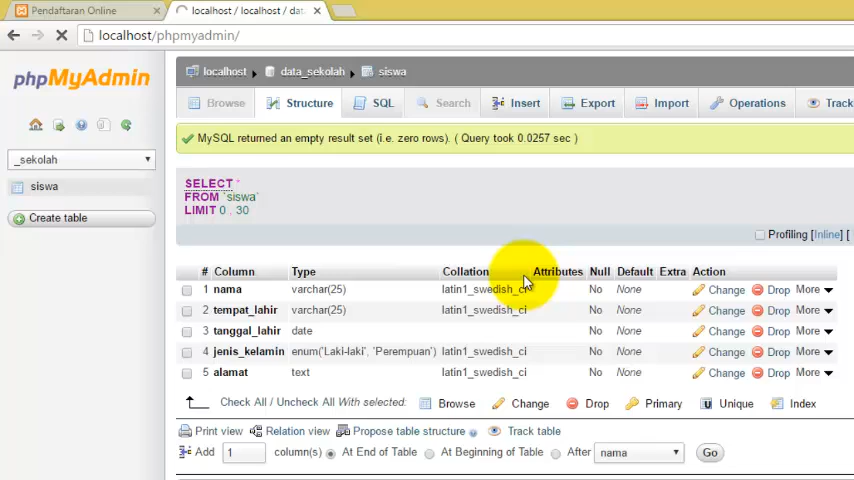 Pendaftaran Online × localhost / localhost / dat ×
localhost/phpmyadmin/
phpMyAdmin
localhost data_sekolah siswa
Browse Structure SQL Search Insert Export Import Operations Track
MySQL returned an empty result set (i.e. zero rows). ( Query took 0.0257 sec )
_sekolah
siswa
Create table
SELECT *
FROM `siswa`
LIMIT 0 , 30
Profiling [Inline] [
# Column Type Collation Attributes Null Default Extra Action
1 nama varchar(25) latin1_swedish_ci No None Change Drop More
2 tempat_lahir varchar(25) latin1_swedish_ci No None Change Drop More
3 tanggal_lahir date No None Change Drop More
4 jenis_kelamin enum('Laki-laki', 'Perempuan') latin1_swedish_ci No None Change Drop More
5 alamat text latin1_swedish_ci No None Change Drop More
Check All / Uncheck All With selected: Browse Change Drop Primary Unique Index
Print view Relation view Propose table structure Track table
Add 1 column(s) At End of Table At Beginning of Table After nama Go